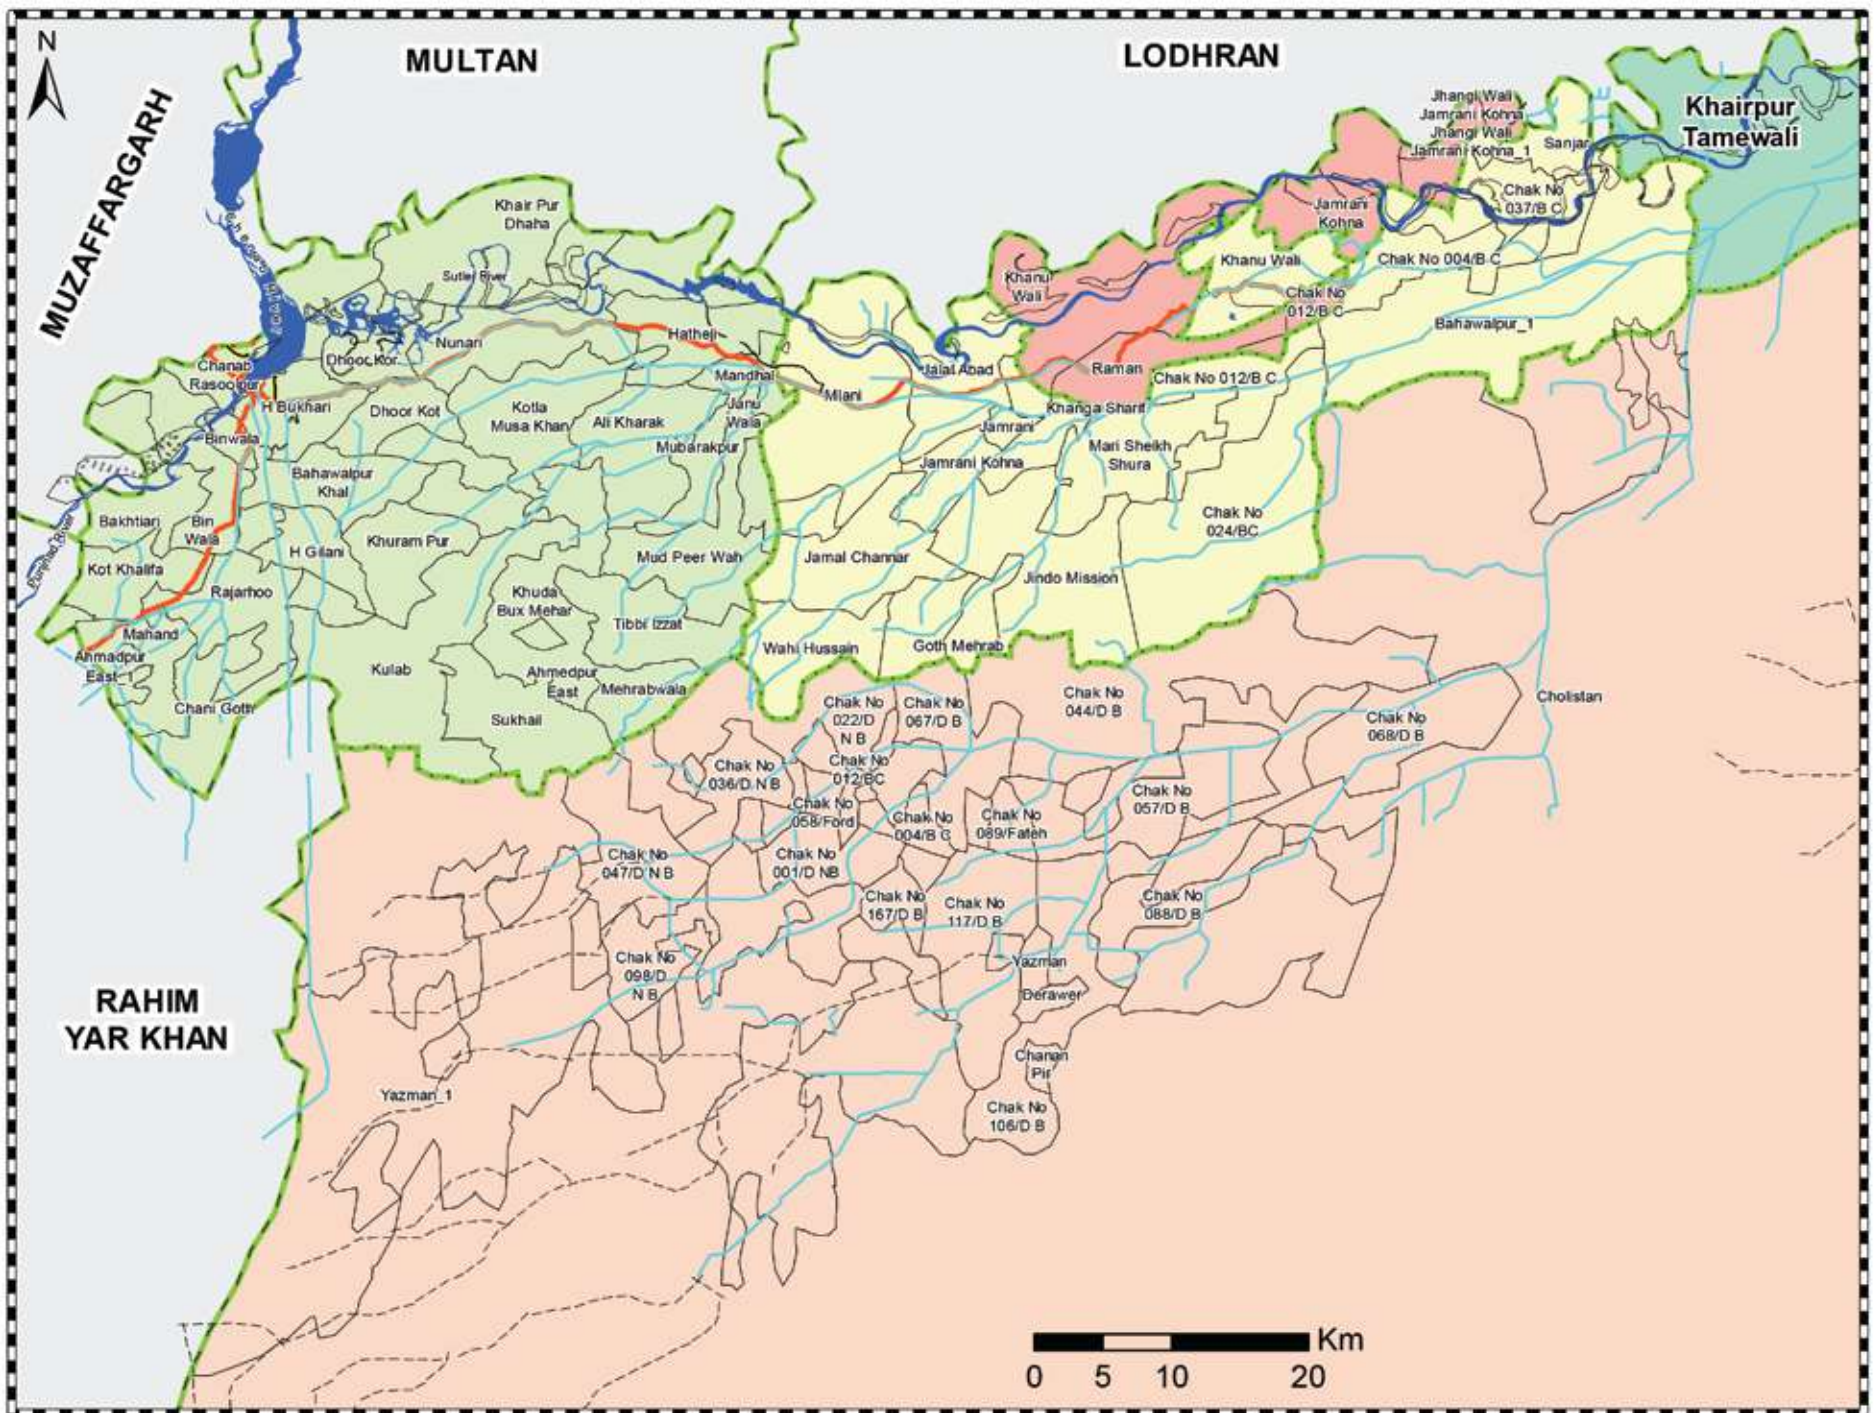 N
MULTAN
LODHRAN
MUZAFFARGARH
Khairpur
Tamewali
Jhangi Wali
Jamrani Kohna
Jhangi Wali
Jamrani Kohna_1
Sanjar
Chak No
037/B C
Khair Pur
Dhaha
Jamrani
Kohna
Sutlej River
Khanu
Wali
Khanu Wali
Chak No 004/B C
Chak No
012/B C
Bahawalpur_1
Hatheji
Nunari
Dhoor Kor
Chanab
Rasoolpur
Mandhal
Jalal Abad
Raman
Chak No 012/B C
Miani
H Bukhari
Dhoor Kot
Kotla
Musa Khan
Ali Kharak
Janu
Wala
Khanga Sharif
Jamrani
Binwala
Mubarakpur
Mari Sheikh
Shura
Jamrani Kohna
Bahawalpur
Khal
Bakhtiari
Bin
Wala
Chak No
024/BC
Khuram Pur
H Gilani
Mud Peer Wah
Jamal Channar
Punjnad River
Kot Khalifa
Jindo Mission
Rajarhoo
Khuda
Bux Mehar
Tibbi Izzat
Mahand
Wahi Hussain
Goth Mehrab
Ahmadpur
East_1
Kulab
Ahmedpur
East
Mehrabwala
Chani Goth
Sukhail
Chak No
022/D
N B
Chak No
067/D B
Chak No
044/D B
Cholistan
Chak No
068/D B
Chak No
036/D N B
Chak No
012/BC
Chak No
058/Ford
Chak No
004/B C
Chak No
089/Fateh
Chak No
057/D B
Chak No
047/D N B
Chak No
001/D NB
Chak No
167/D B
Chak No
117/D B
Chak No
088/D B
Chak No
098/D
N B
Yazman
Derawer
RAHIM
YAR KHAN
Chanan
Pir
Yazman_1
Chak No
106/D B
Km
0 5 10 20